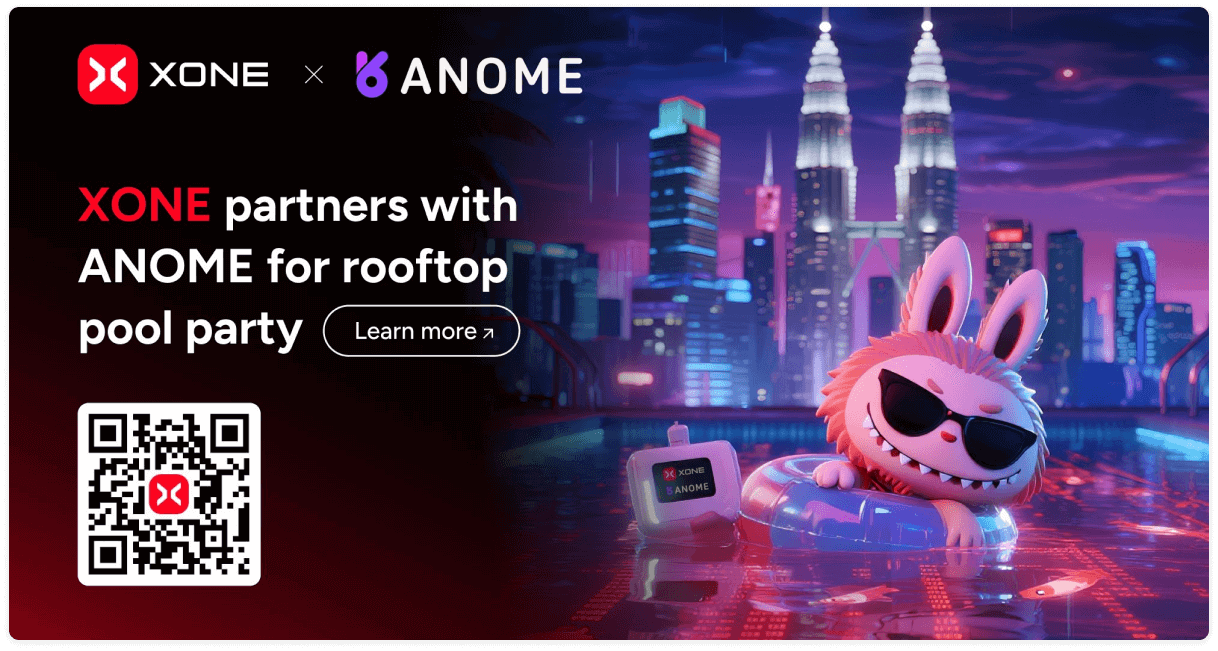 XONE × ANOME
XONE partners with
ANOME for rooftop
pool party
Learn more ↗
XONE
ANOME